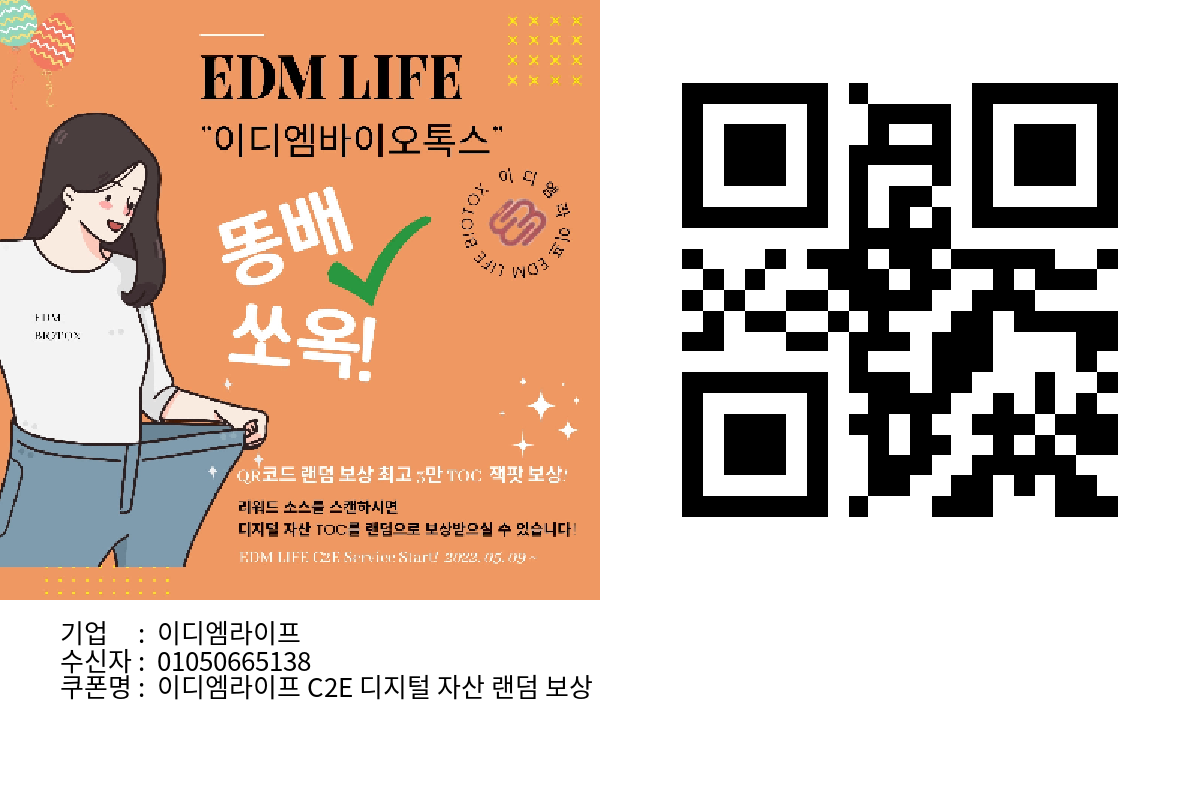 EDM LIFE
"이디엠바이오톡스"
이디엠라이프 EDM LIFE BIOTOX
똥배
쏘옥!
EDM
BIOTOX
QR코드 랜덤 보상 최고 5만 TOC 잭팟 보상!
리워드 소스를 스캔하시면
디지털 자산 TOC를 랜덤으로 보상받으실 수 있습니다!
EDM LIFE C2E Service Start! 2022. 05. 09 ~
기업 : 이디엠라이프
수신자 : 01050665138
쿠폰명 : 이디엠라이프 C2E 디지털 자산 랜덤 보상